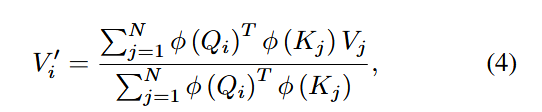 V'_i = \frac{\sum_{j=1}^{N} \phi(Q_i)^T \phi(K_j) V_j}{\sum_{j=1}^{N} \phi(Q_i)^T \phi(K_j)}, (4)